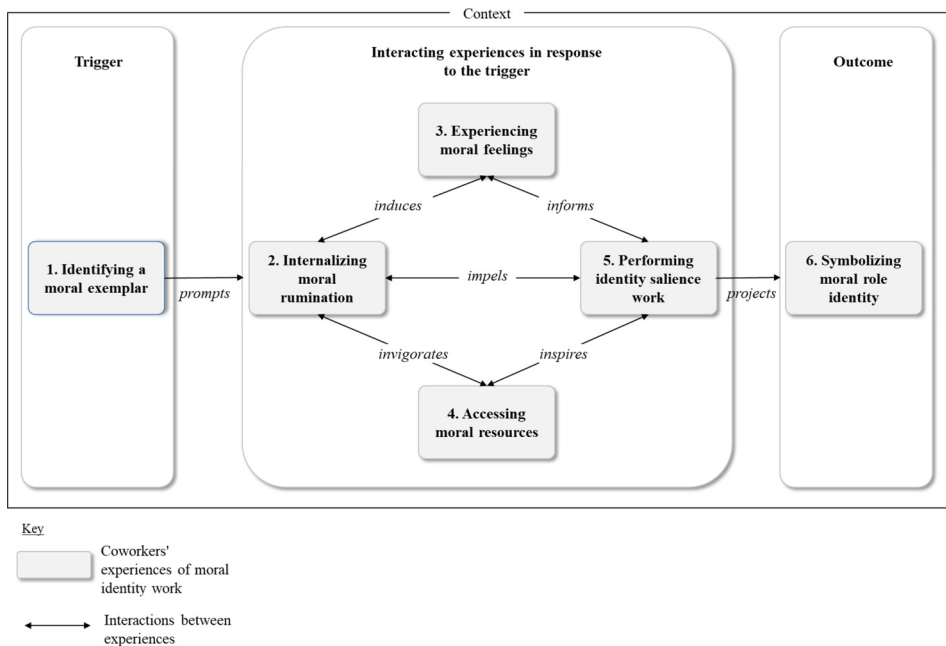 Context
Trigger
Interacting experiences in response
to the trigger
Outcome
3. Experiencing
moral feelings
induces
informs
1. Identifying a
moral exemplar
prompts
2. Internalizing
moral
rumination
impels
5. Performing
identity salience
work
projects
6. Symbolizing
moral role
identity
invigorates
inspires
4. Accessing
moral resources
Key
Coworkers'
experiences of moral
identity work
Interactions between
experiences